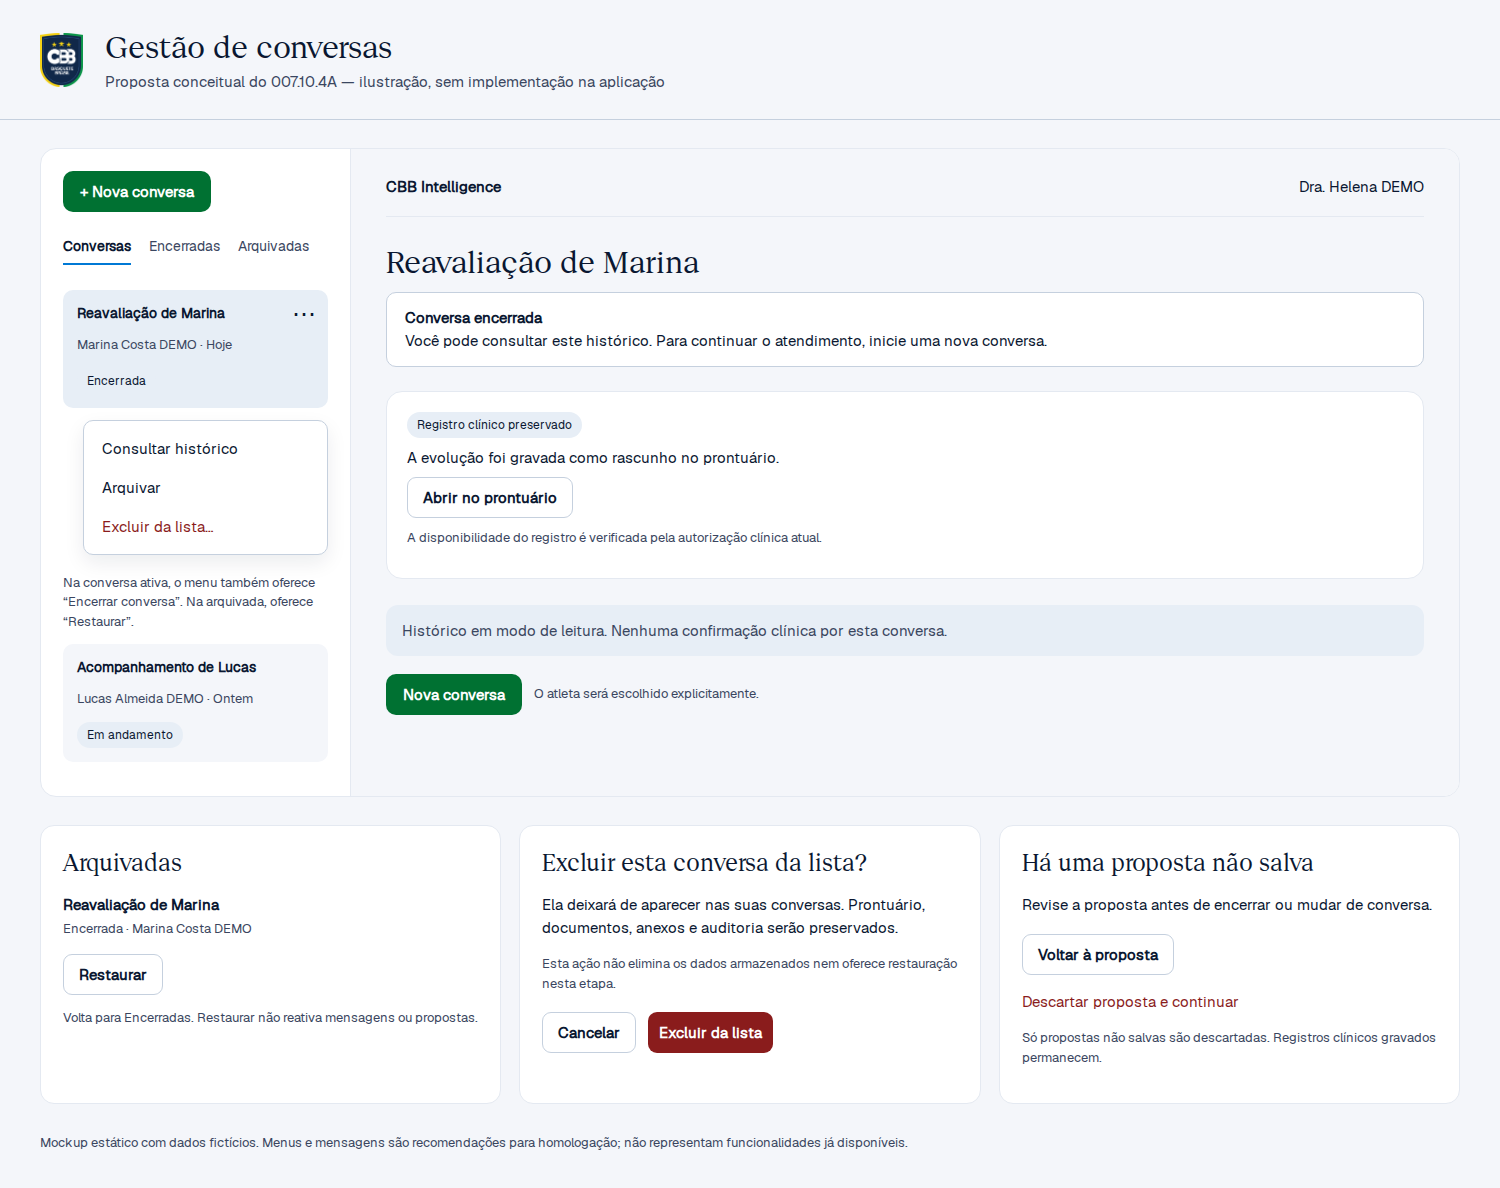 CBB
Gestão de conversas
Proposta conceitual do 007.10.4A — ilustração, sem implementação na aplicação
+ Nova conversa
Conversas Encerradas Arquivadas
Reavaliação de Marina ...
Marina Costa DEMO · Hoje
Encerrada
Consultar histórico
Arquivar
Excluir da lista…
Na conversa ativa, o menu também oferece
“Encerrar conversa”. Na arquivada, oferece
“Restaurar”.
Acompanhamento de Lucas
Lucas Almeida DEMO · Ontem
Em andamento
CBB Intelligence
Dra. Helena DEMO
Reavaliação de Marina
Conversa encerrada
Você pode consultar este histórico. Para continuar o atendimento, inicie uma nova conversa.
Registro clínico preservado
A evolução foi gravada como rascunho no prontuário.
Abrir no prontuário
A disponibilidade do registro é verificada pela autorização clínica atual.
Histórico em modo de leitura. Nenhuma confirmação clínica por esta conversa.
Nova conversa O atleta será escolhido explicitamente.
Arquivadas
Reavaliação de Marina
Encerrada · Marina Costa DEMO
Restaurar
Volta para Encerradas. Restaurar não reativa mensagens ou propostas.
Excluir esta conversa da lista?
Ela deixará de aparecer nas suas conversas. Prontuário,
documentos, anexos e auditoria serão preservados.
Esta ação não elimina os dados armazenados nem oferece restauração
nesta etapa.
Cancelar Excluir da lista
Há uma proposta não salva
Revise a proposta antes de encerrar ou mudar de conversa.
Voltar à proposta
Descartar proposta e continuar
Só propostas não salvas são descartadas. Registros clínicos gravados
permanecem.
Mockup estático com dados fictícios. Menus e mensagens são recomendações para homologação; não representam funcionalidades já disponíveis.